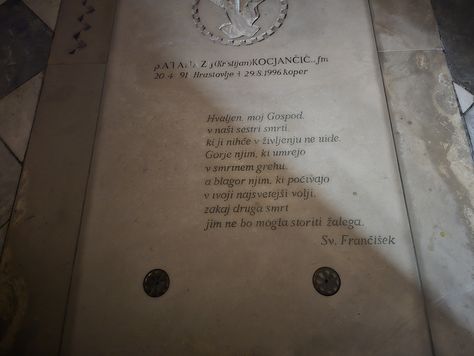 (Kristijan) KOCJANČIČ..fm
Hrastovlje † 29.8.1996 koper
Hvaljen, moj Gospod,
v naši sestri smrti,
ki ji nihče v življenju ne uide.
Gorje njim, ki umrejo
v smrtnem grehu,
a blagor njim, ki počivajo
v tvoji najsvetejši volji,
zakaj druga smrt
jim ne bo mogla storiti žalega.
Sv. Frančišek